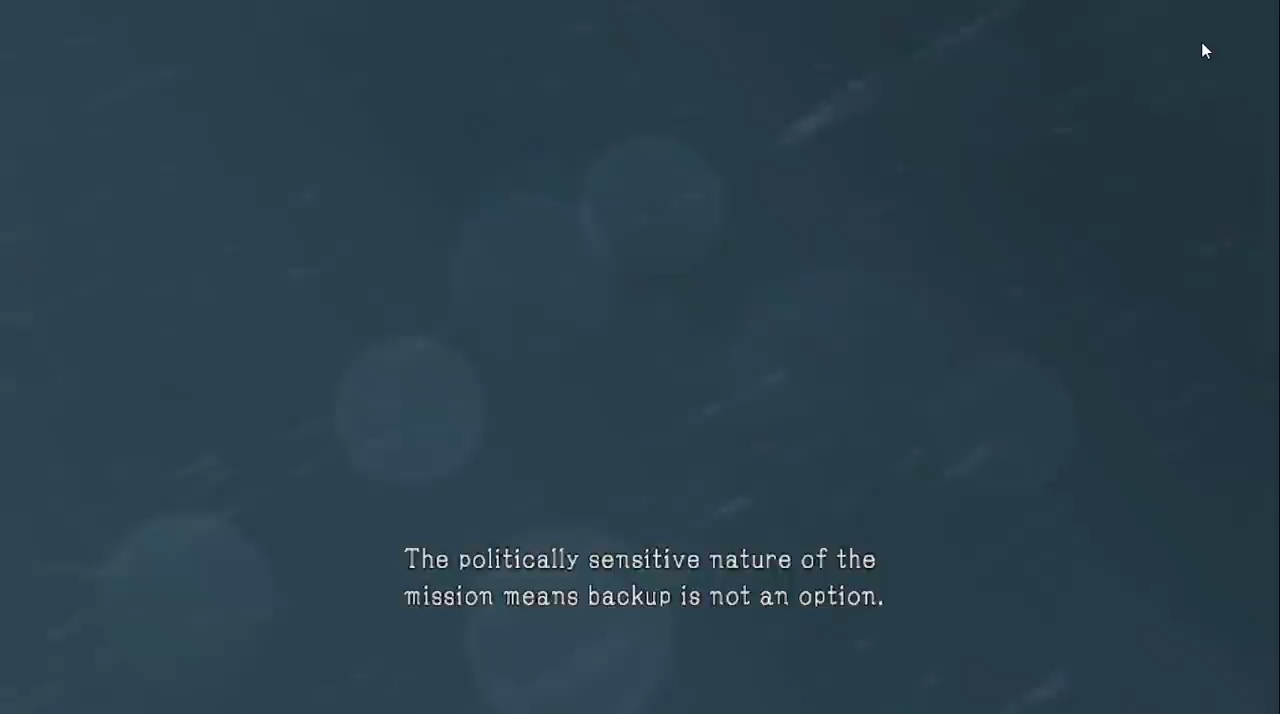 The politically sensitive nature of the
mission means backup is not an option.